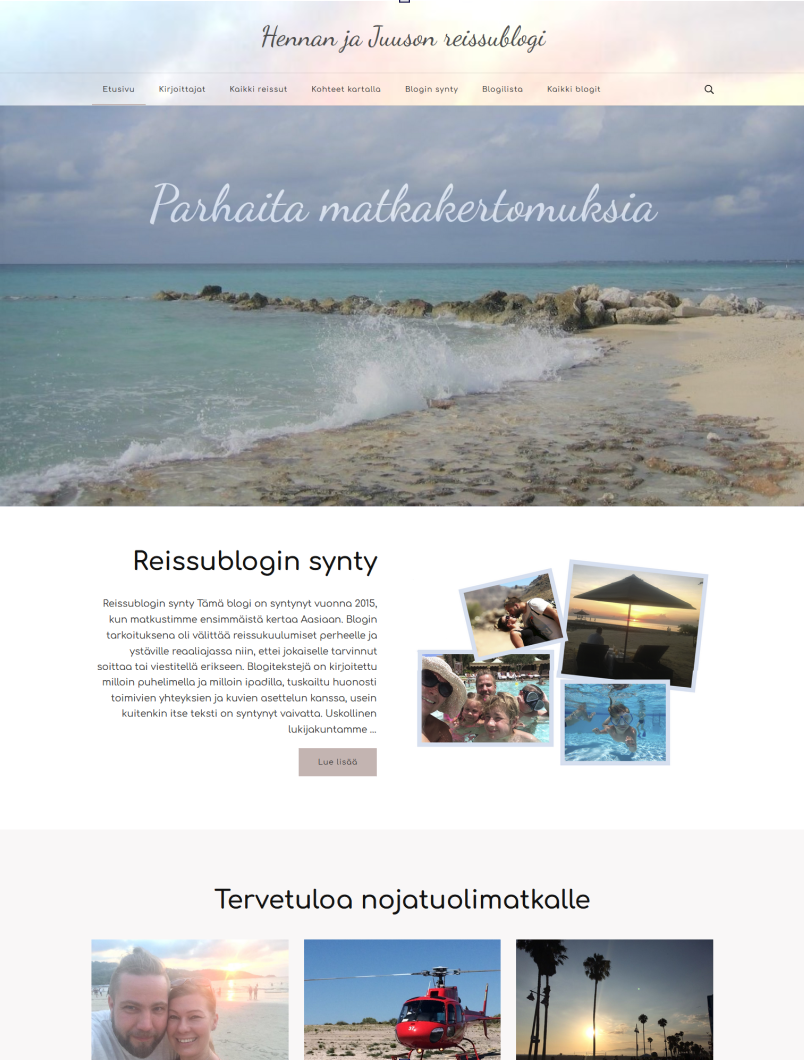 Hennan ja Juuson reissublogi
Etusivu Kirjoittajat Kaikki reissut Kohteet kartalla Blogin synty Blogilista Kaikki blogit
Parhaita matkakertomuksia
Reissublogin synty
Reissublogin synty Tämä blogi on syntynyt vuonna 2015,
kun matkustimme ensimmäistä kertaa Aasiaan. Blogin
tarkoituksena oli välittää reissukuulumiset perheelle ja
ystäville reaaliajassa niin, ettei jokaiselle tarvinnut
soittaa tai viestitellä erikseen. Blogitekstejä on kirjoitettu
milloin puhelimella ja milloin ipadilla, tuskailtu huonosti
toimivien yhteyksien ja kuvien asettelun kanssa, usein
kuitenkin itse teksti on syntynyt vaivatta. Uskollinen
lukijakuntamme ...
Lue lisää
Tervetuloa nojatuolimatkalle